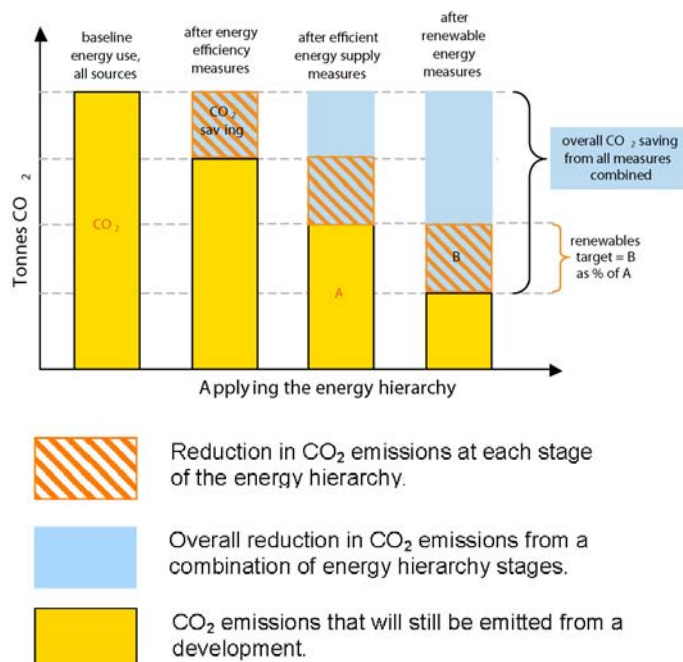 baseline
energy use,
all sources
after energy
efficiency
measures
after efficient
energy supply
measures
after
renewable
energy
measures
CO 2
sav ing
overall CO 2 saving
from all measures
combined
CO 2
A
B
renewables
target = B
as % of A
Tonnes CO 2
Applying the energy hierarchy
Reduction in CO2 emissions at each stage
of the energy hierarchy.
Overall reduction in CO2 emissions from a
combination of energy hierarchy stages.
CO2 emissions that will still be emitted from a
development.